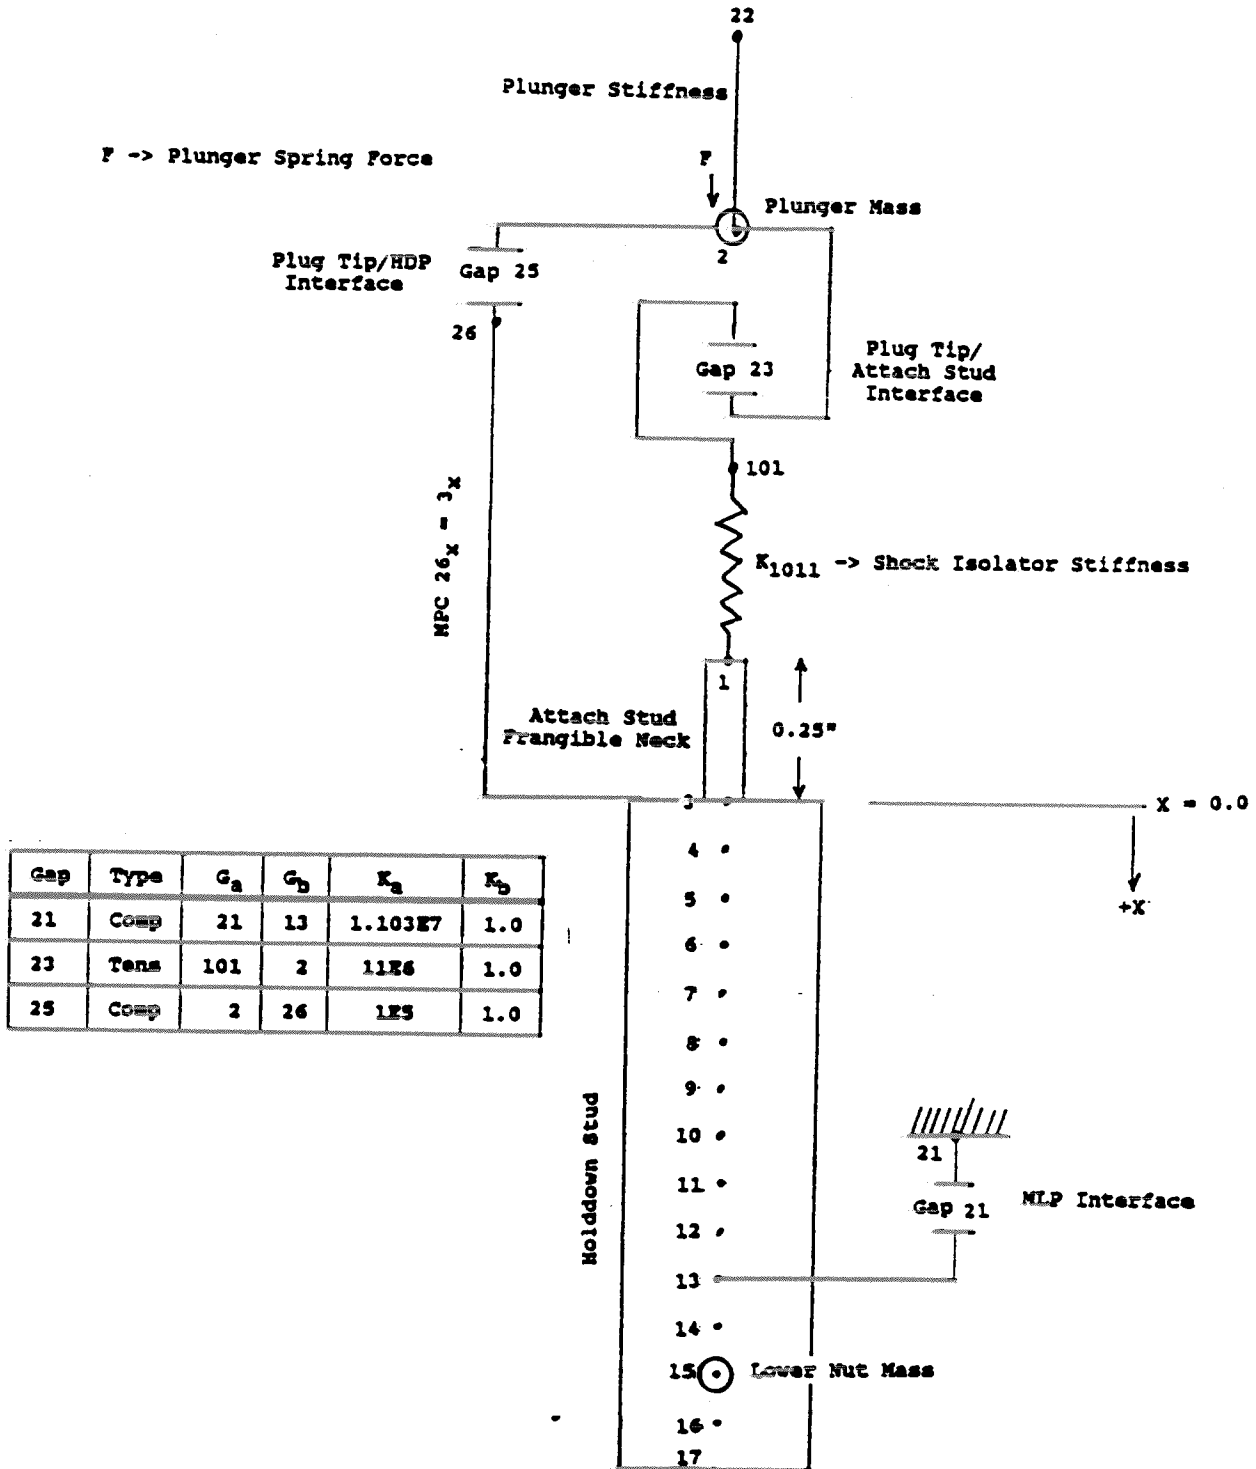 22
Plunger Stiffness
F -> Plunger Spring Force
F
Plunger Mass
2
Plug Tip/HDP
Interface
Gap 25
26
Gap 23
Plug Tip/
Attach Stud
Interface
101
MPC 26x = 3x
K1011 -> Shock Isolator Stiffness
1
Attach Stud
Frangible Neck
0.25"
3
X = 0.0
+X
4
5
6
7
8
9
10
11
12
13
14
15
Lower Nut Mass
16
17
Holddown Stud
21
Gap 21
MLP Interface
Gap Type Ga Gb Ka Kb
21 Comp 21 13 1.103E7 1.0
23 Tens 101 2 11E6 1.0
25 Comp 2 26 1E5 1.0